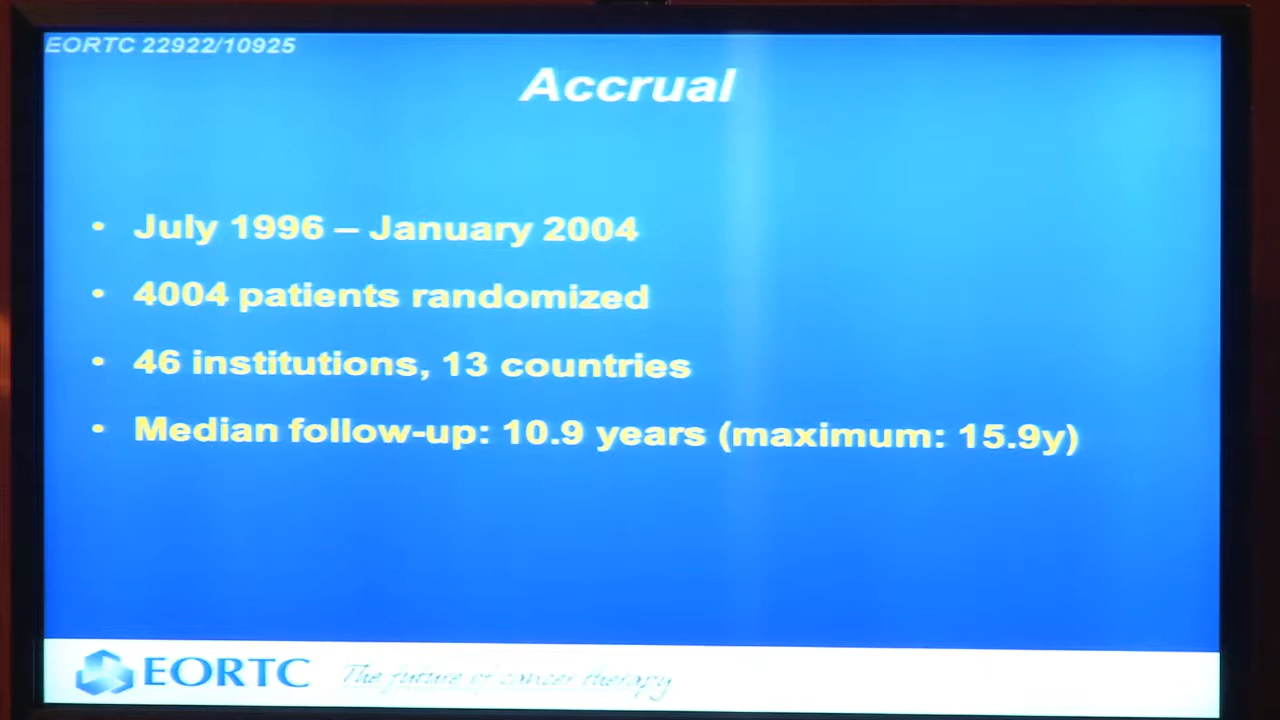 EORTC 22922/10925
Accrual
• July 1996 – January 2004
• 4004 patients randomized
• 46 institutions, 13 countries
• Median follow-up: 10.9 years (maximum: 15.9y)
EORTC The future of cancer therapy